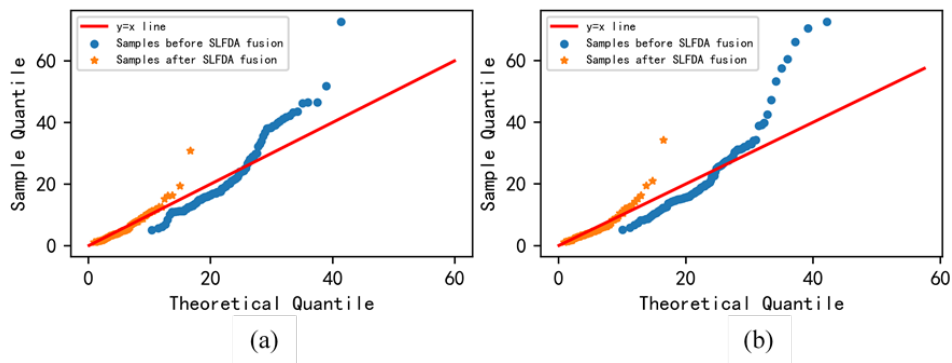 y=x line
Samples before SLFDA fusion
Samples after SLFDA fusion
60
40
20
0
Sample Quantile
0 20 40 60
Theoretical Quantile
(a)
y=x line
Samples before SLFDA fusion
Samples after SLFDA fusion
60
40
20
0
Sample Quantile
0 20 40 60
Theoretical Quantile
(b)